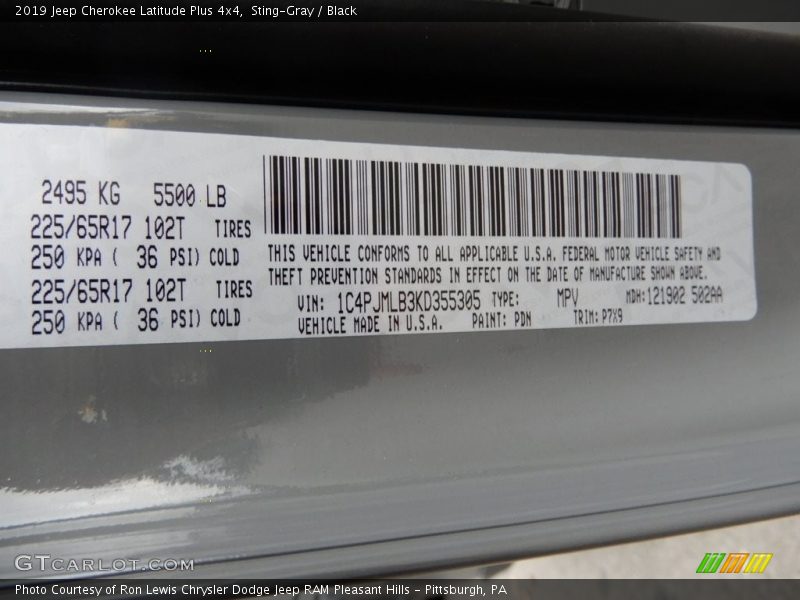 2019 Jeep Cherokee Latitude Plus 4x4, Sting-Gray / Black
2495 KG 5500 LB
225/65R17 102T TIRES
250 KPA ( 36 PSI) COLD
225/65R17 102T TIRES
250 KPA ( 36 PSI) COLD
THIS VEHICLE CONFORMS TO ALL APPLICABLE U.S.A. FEDERAL MOTOR VEHICLE SAFETY AND
THEFT PREVENTION STANDARDS IN EFFECT ON THE DATE OF MANUFACTURE SHOWN ABOVE.
VIN: 1C4PJMLB3KD355305 TYPE: MPV MDH:121902 502AA
VEHICLE MADE IN U.S.A. PAINT: PDN TRIM: P7X9
GTCARLOT.COM
Photo Courtesy of Ron Lewis Chrysler Dodge Jeep RAM Pleasant Hills - Pittsburgh, PA